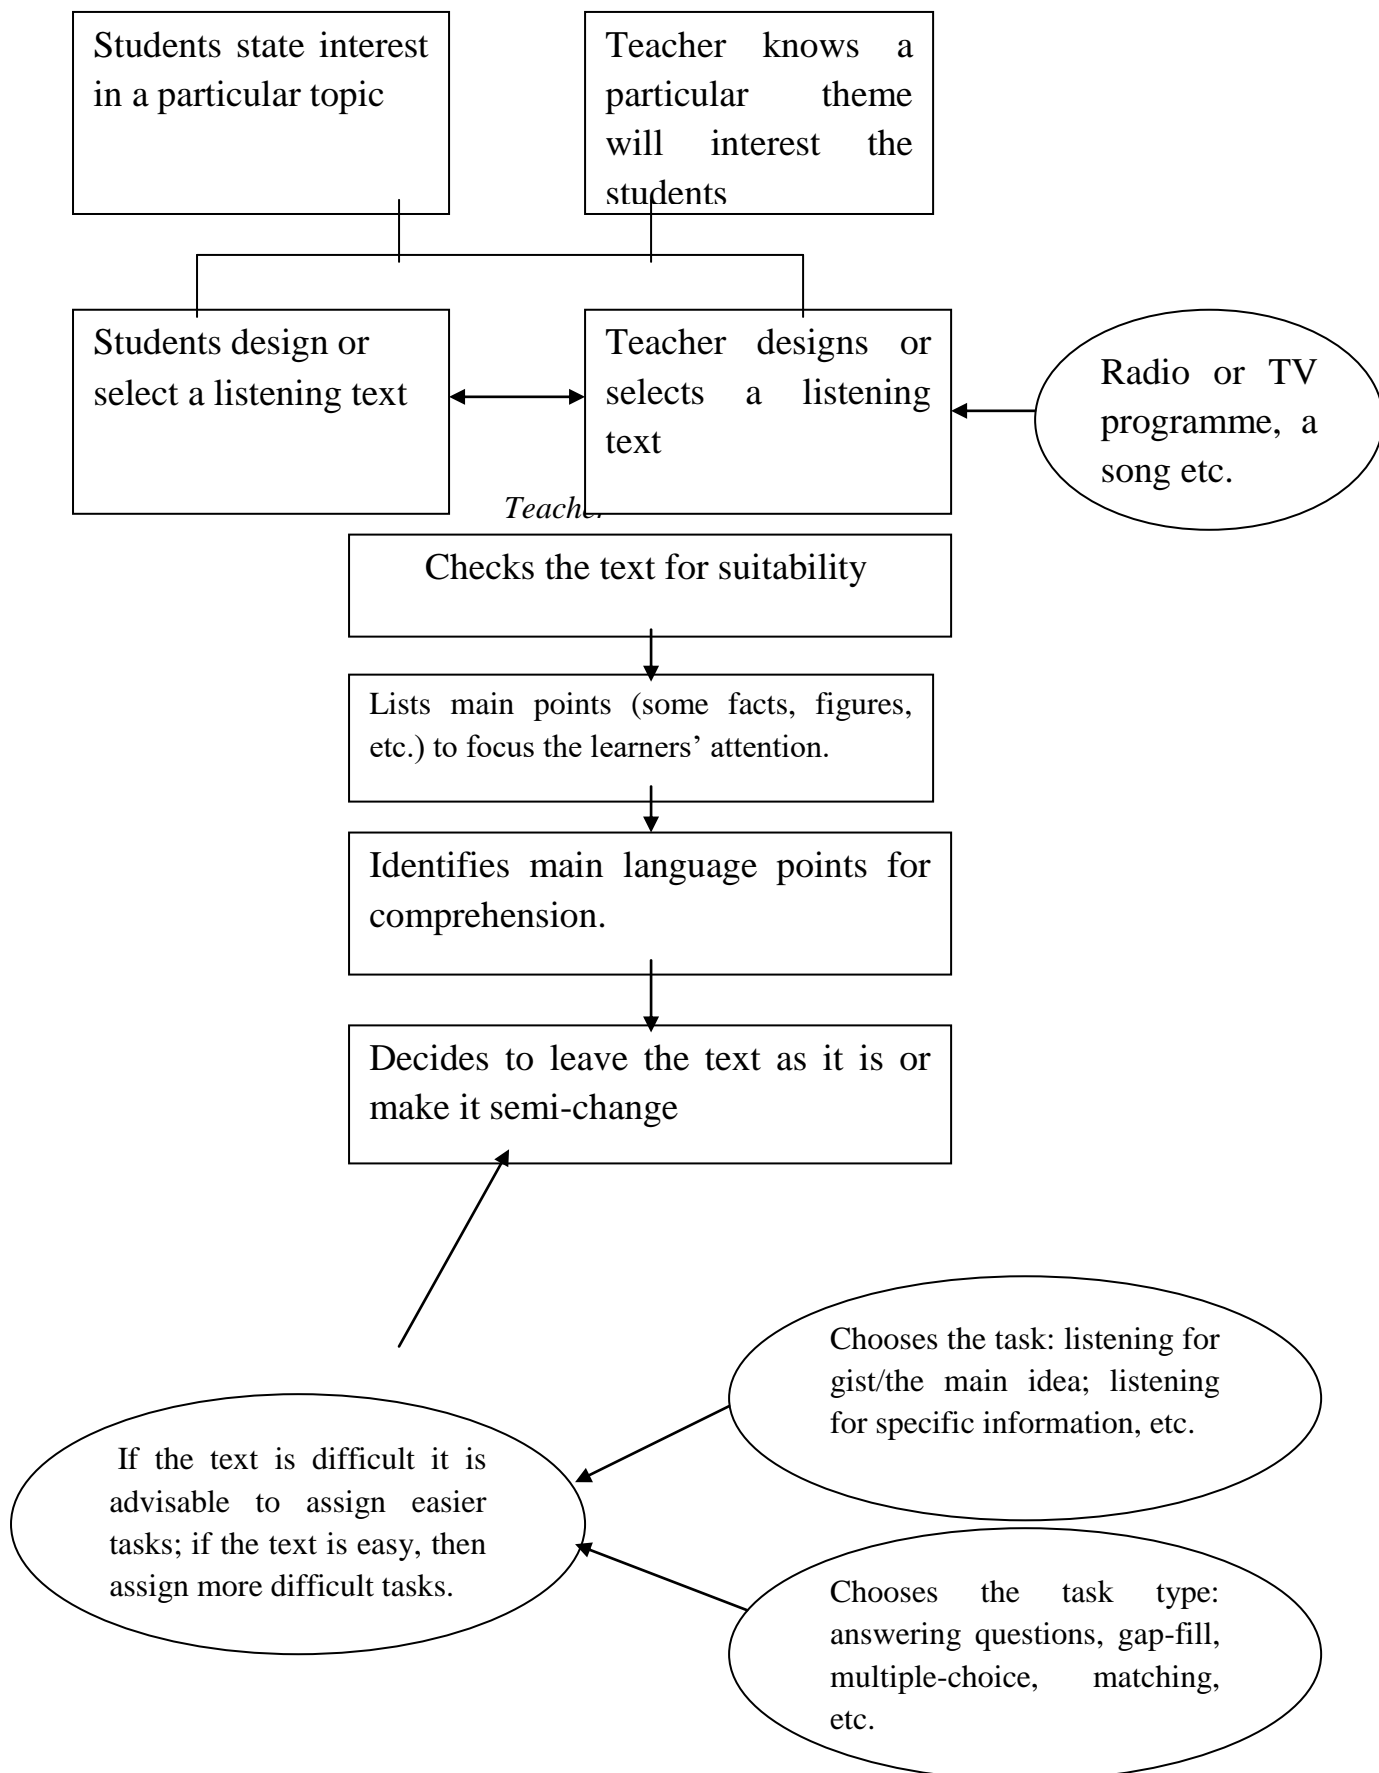 Students state interest
in a particular topic
Teacher knows a
particular theme
will interest the
students
Students design or
select a listening text
Teacher designs or
selects a listening
text
Radio or TV
programme, a
song etc.
Teacher
Checks the text for suitability
Lists main points (some facts, figures,
etc.) to focus the learners’ attention.
Identifies main language points for
comprehension.
Decides to leave the text as it is or
make it semi-change
Chooses the task: listening for
gist/the main idea; listening
for specific information, etc.
If the text is difficult it is
advisable to assign easier
tasks; if the text is easy, then
assign more difficult tasks.
Chooses the task type:
answering questions, gap-fill,
multiple-choice, matching,
etc.